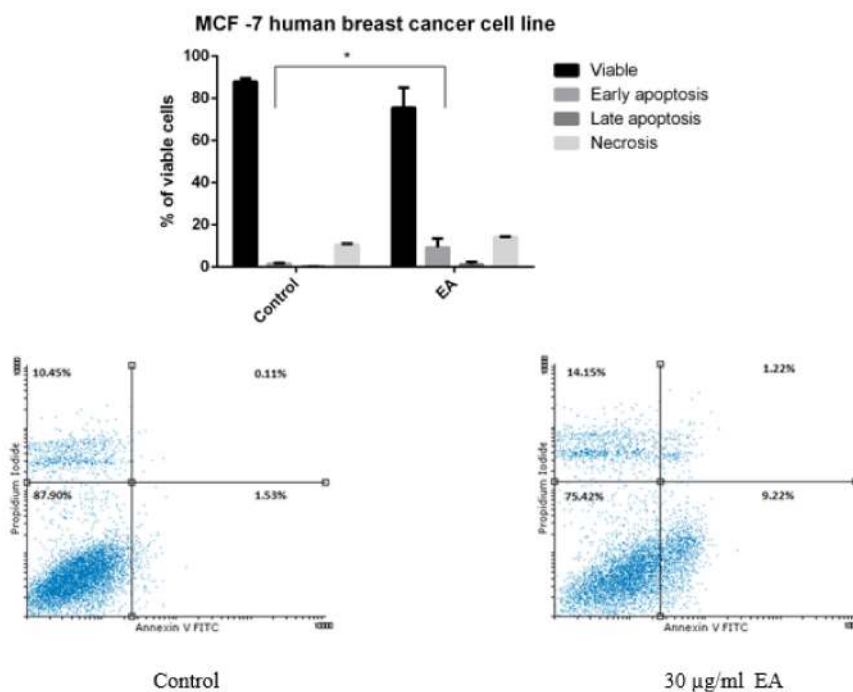 MCF -7 human breast cancer cell line
*
% of viable cells
100
80
60
40
20
0
Control
EA
Viable
Early apoptosis
Late apoptosis
Necrosis
10.45%
0.11%
87.90%
1.53%
Propidium Iodide
Annexin V FITC
14.15%
1.22%
75.42%
9.22%
Propidium Iodide
Annexin V FITC
Control
30 µg/ml EA